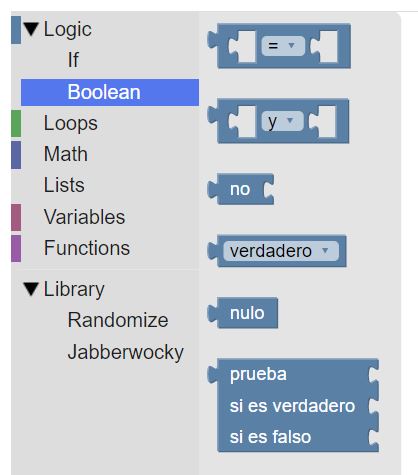 Logic
If
Boolean
Loops
Math
Lists
Variables
Functions
Library
Randomize
Jabberwocky
=
y
no
verdadero
nulo
prueba
si es verdadero
si es falso